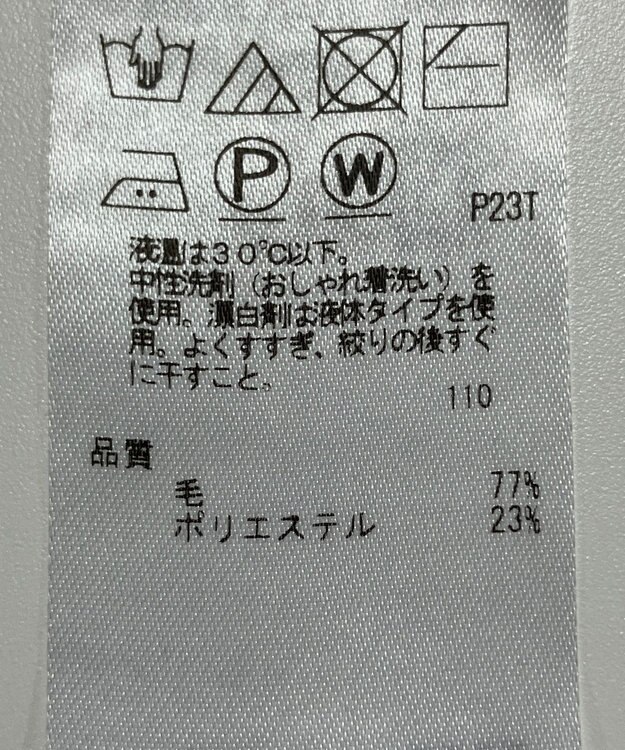 P
W
P23T
液温は30℃以下。
中性洗剤（おしゃれ着洗い）を
使用。漂白剤は液体タイプを使
用。よくすすぎ、絞りの後すぐ
に干すこと。
110
品質
毛 77%
ポリエステル 23%